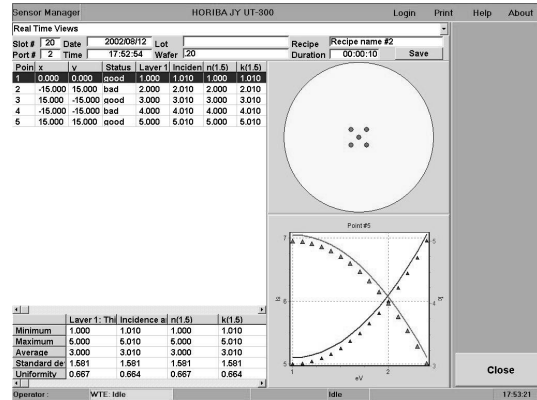 Sensor Manager HORIBA JY UT-300 Login Print Help About
Real Time Views
Slot # 20 Date 2002/08/12 Lot Recipe Recipe name #2
Port # 2 Time 17:52:54 Wafer 20 Duration 00:00:10 Save
Poin x y Status Layer 1 Inciden n(1.5) k(1.5)
1 0.000 0.000 good 1.000 1.010 1.000 1.010
2 -15.000 15.000 bad 2.000 2.010 2.000 2.010
3 15.000 -15.000 good 3.000 3.010 3.000 3.010
4 -15.000 -15.000 bad 4.000 4.010 4.000 4.010
5 15.000 15.000 good 5.000 5.010 5.000 5.010
Point #5
7
6
5
5
4
3
1 2 3
eV
Layer 1: Thi Incidence a n(1.5) k(1.5)
Minimum 1.000 1.010 1.000 1.010
Maximum 5.000 5.010 5.000 5.010
Average 3.000 3.010 3.000 3.010
Standard de 1.581 1.581 1.581 1.581
Uniformity 0.667 0.664 0.667 0.664
Close
Operator : WTE: Idle Idle 17:53:21